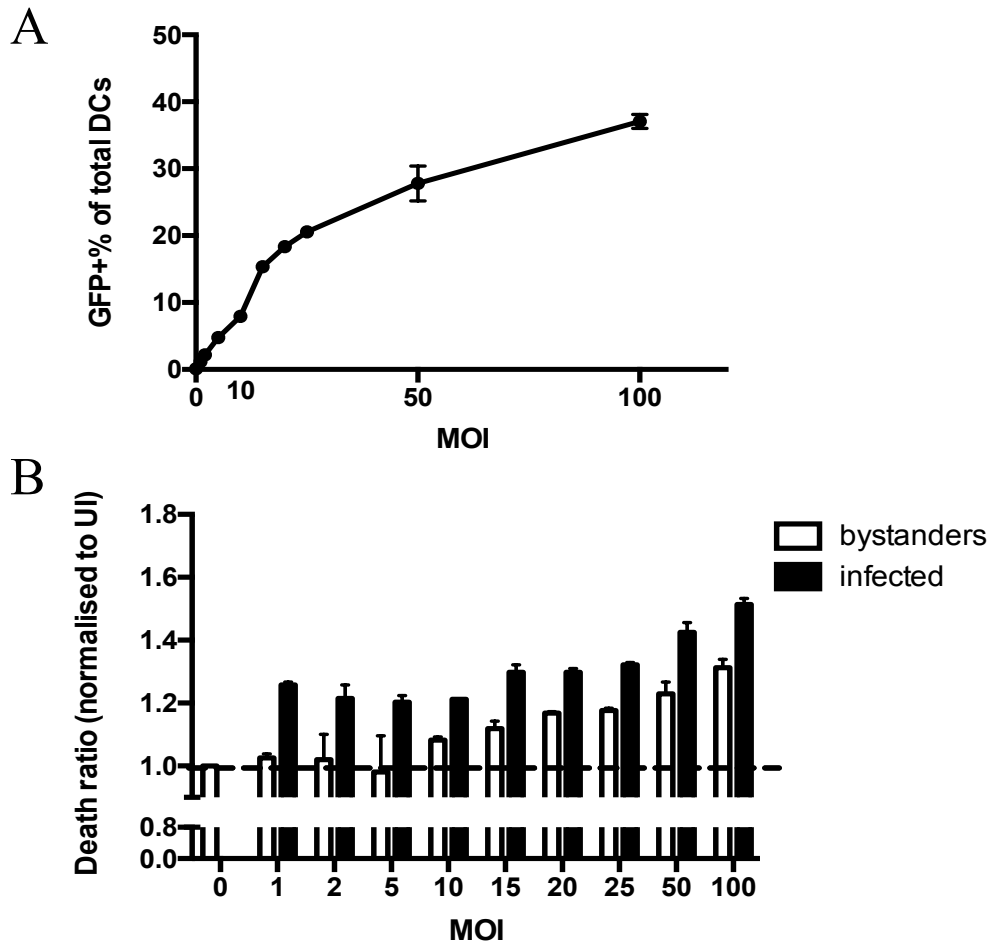 A
GFP+% of total DCs
50
40
30
20
10
0
0 10 50 100
MOI
B
Death ratio (normalised to UI)
1.8
1.6
1.4
1.2
1.0
0.8
0.0
0 1 2 5 10 15 20 25 50 100
MOI
bystanders
infected